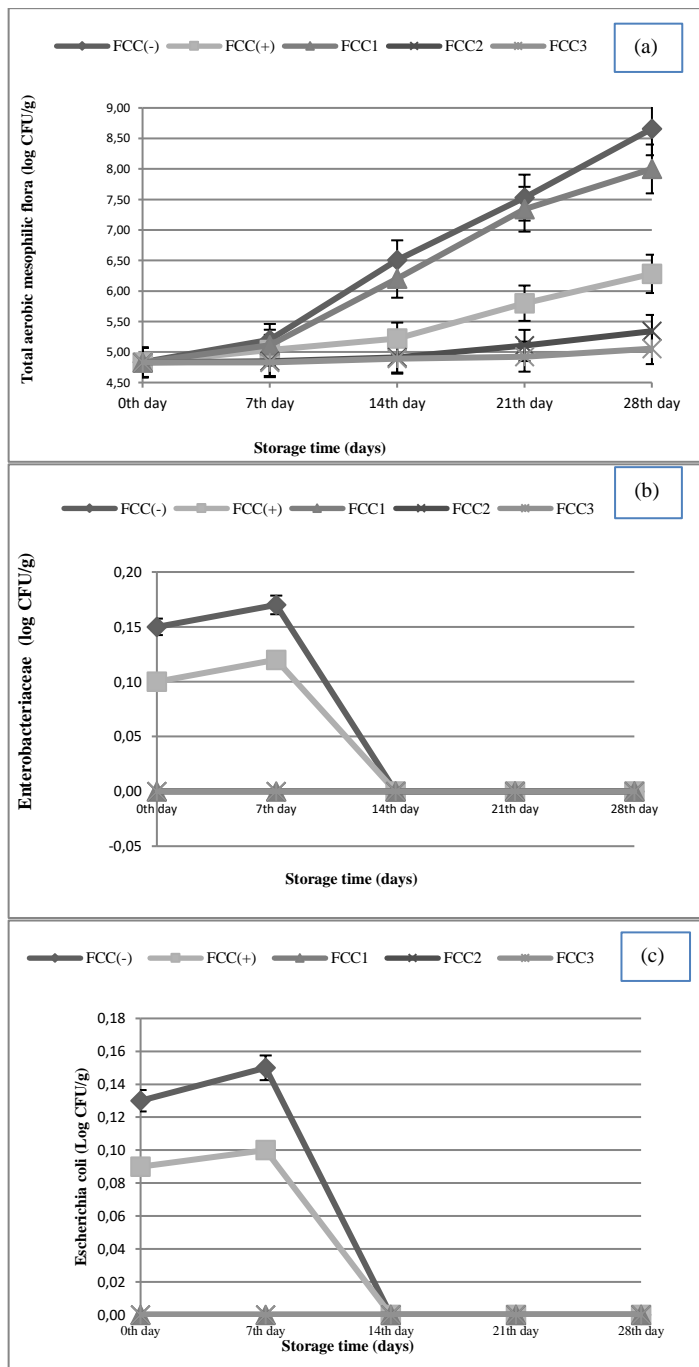 FCC(-) FCC(+) FCC1 FCC2 FCC3
(a)
Total aerobic mesophilic flora (log CFU/g)
9,00
8,50
8,00
7,50
7,00
6,50
6,00
5,50
5,00
4,50
0th day 7th day 14th day 21th day 28th day
Storage time (days)
(b)
FCC(-) FCC(+) FCC1 FCC2 FCC3
Enterobacteriaceae (log CFU/g)
0,20
0,15
0,10
0,05
0,00
-0,05
0th day 7th day 14th day 21th day 28th day
Storage time (days)
FCC(-) FCC(+) FCC1 FCC2 FCC3
(c)
Escherichia coli (Log CFU/g)
0,18
0,16
0,14
0,12
0,10
0,08
0,06
0,04
0,02
0,00
0th day 7th day 14th day 21th day 28th day
Storage time (days)